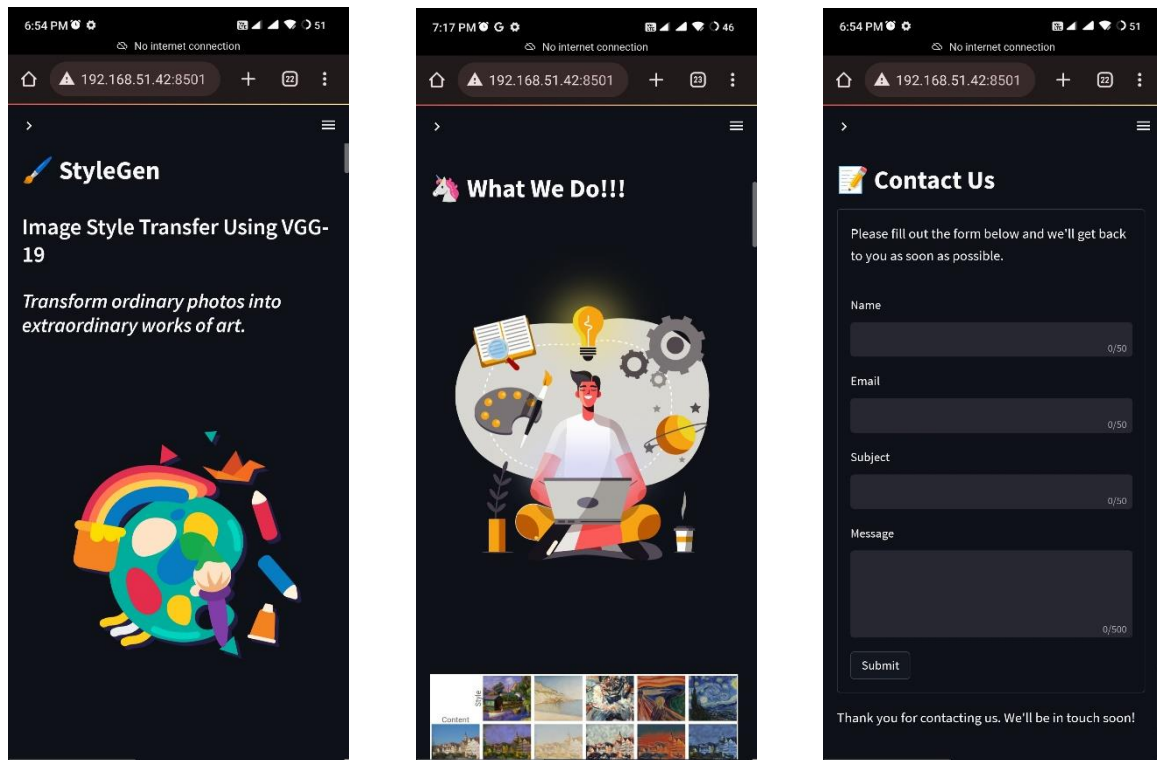 6:54 PM
51
No internet connection
192.168.51.42:8501
22
StyleGen
Image Style Transfer Using VGG-
19
Transform ordinary photos into
extraordinary works of art.
7:17 PM G
46
No internet connection
192.168.51.42:8501
23
What We Do!!!
Style
Content
6:54 PM
51
No internet connection
192.168.51.42:8501
22
Contact Us
Please fill out the form below and we'll get back
to you as soon as possible.
Name
0/50
Email
0/50
Subject
0/50
Message
0/500
Submit
Thank you for contacting us. We'll be in touch soon!